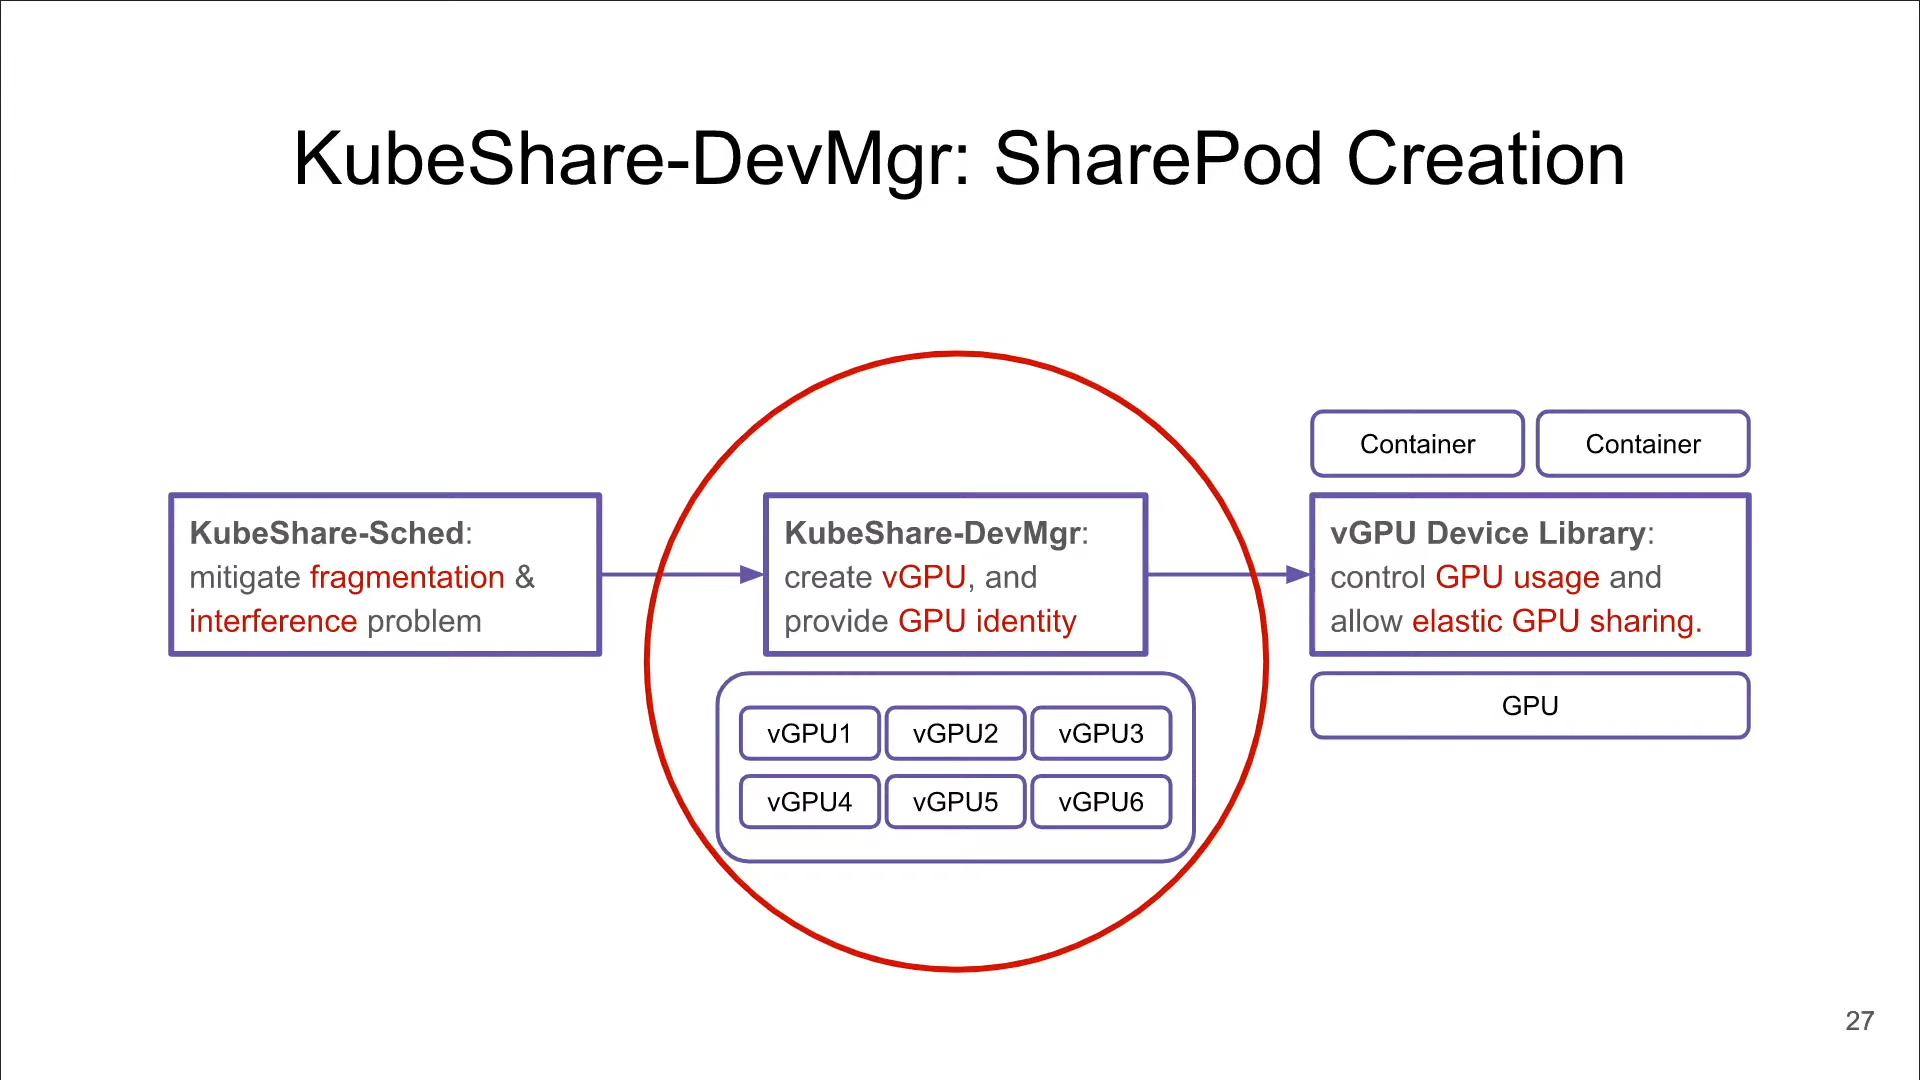 KubeShare-DevMgr: SharePod Creation
KubeShare-Sched:
mitigate fragmentation &
interference problem
KubeShare-DevMgr:
create vGPU, and
provide GPU identity
vGPU1
vGPU2
vGPU3
vGPU4
vGPU5
vGPU6
Container
Container
vGPU Device Library:
control GPU usage and
allow elastic GPU sharing.
GPU
27